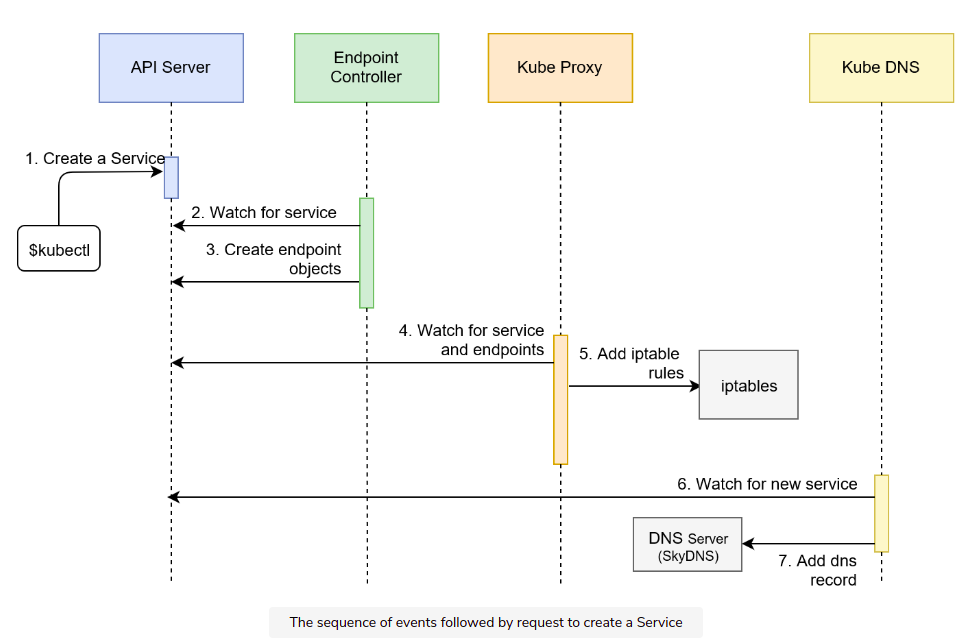 API Server
Endpoint
Controller
Kube Proxy
Kube DNS
1. Create a Service
$kubectl
2. Watch for service
3. Create endpoint
objects
4. Watch for service
and endpoints
5. Add iptable
rules
iptables
6. Watch for new service
DNS Server
(SkyDNS)
7. Add dns
record
The sequence of events followed by request to create a Service